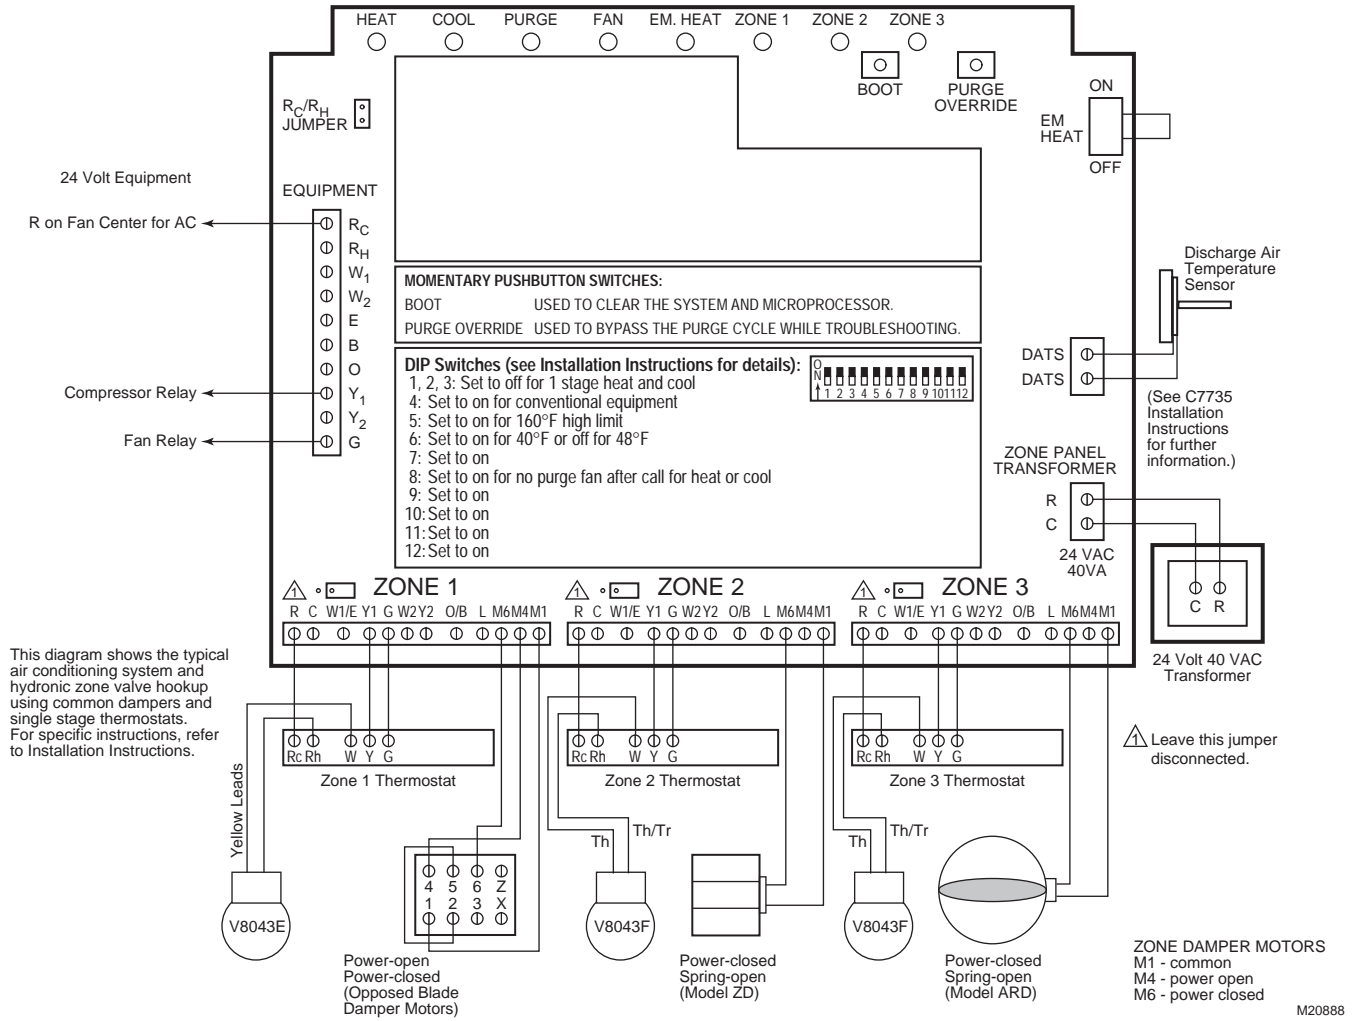 HEAT COOL PURGE FAN EM. HEAT ZONE 1 ZONE 2 ZONE 3
BOOT
PURGE
OVERRIDE
ON
EM
HEAT
OFF
RC/RH
JUMPER
24 Volt Equipment
EQUIPMENT
R on Fan Center for AC
RC
RH
W1
W2
E
B
O
Compressor Relay
Y1
Y2
Fan Relay
G
MOMENTARY PUSHBUTTON SWITCHES:
BOOT USED TO CLEAR THE SYSTEM AND MICROPROCESSOR.
PURGE OVERRIDE USED TO BYPASS THE PURGE CYCLE WHILE TROUBLESHOOTING.
DIP Switches (see Installation Instructions for details):
1, 2, 3: Set to off for 1 stage heat and cool
4: Set to on for conventional equipment
5: Set to on for 160°F high limit
6: Set to on for 40°F or off for 48°F
7: Set to on
8: Set to on for no purge fan after call for heat or cool
9: Set to on
10: Set to on
11: Set to on
12: Set to on
O
N
1 2 3 4 5 6 7 8 9 10 11 12
Discharge Air
Temperature
Sensor
DATS
DATS
(See C7735
Installation
Instructions
for further
information.)
ZONE PANEL
TRANSFORMER
R
C
24 VAC
40VA
C R
24 Volt 40 VAC
Transformer
1 ZONE 1
R C W1/E Y1 G W2 Y2 O/B L M6 M4 M1
1 ZONE 2
R C W1/E Y1 G W2 Y2 O/B L M6 M4 M1
1 ZONE 3
R C W1/E Y1 G W2 Y2 O/B L M6 M4 M1
This diagram shows the typical
air conditioning system and
hydronic zone valve hookup
using common dampers and
single stage thermostats.
For specific instructions, refer
to Installation Instructions.
Rc Rh W Y G
Zone 1 Thermostat
Rc Rh W Y G
Zone 2 Thermostat
Rc Rh W Y G
Zone 3 Thermostat
1 Leave this jumper
disconnected.
Yellow Leads
V8043E
4 5 6 Z
1 2 3 X
Power-open
Power-closed
(Opposed Blade
Damper Motors)
Th
Th/Tr
V8043F
Power-closed
Spring-open
(Model ZD)
Th
Th/Tr
V8043F
Power-closed
Spring-open
(Model ARD)
ZONE DAMPER MOTORS
M1 - common
M4 - power open
M6 - power closed
M20888